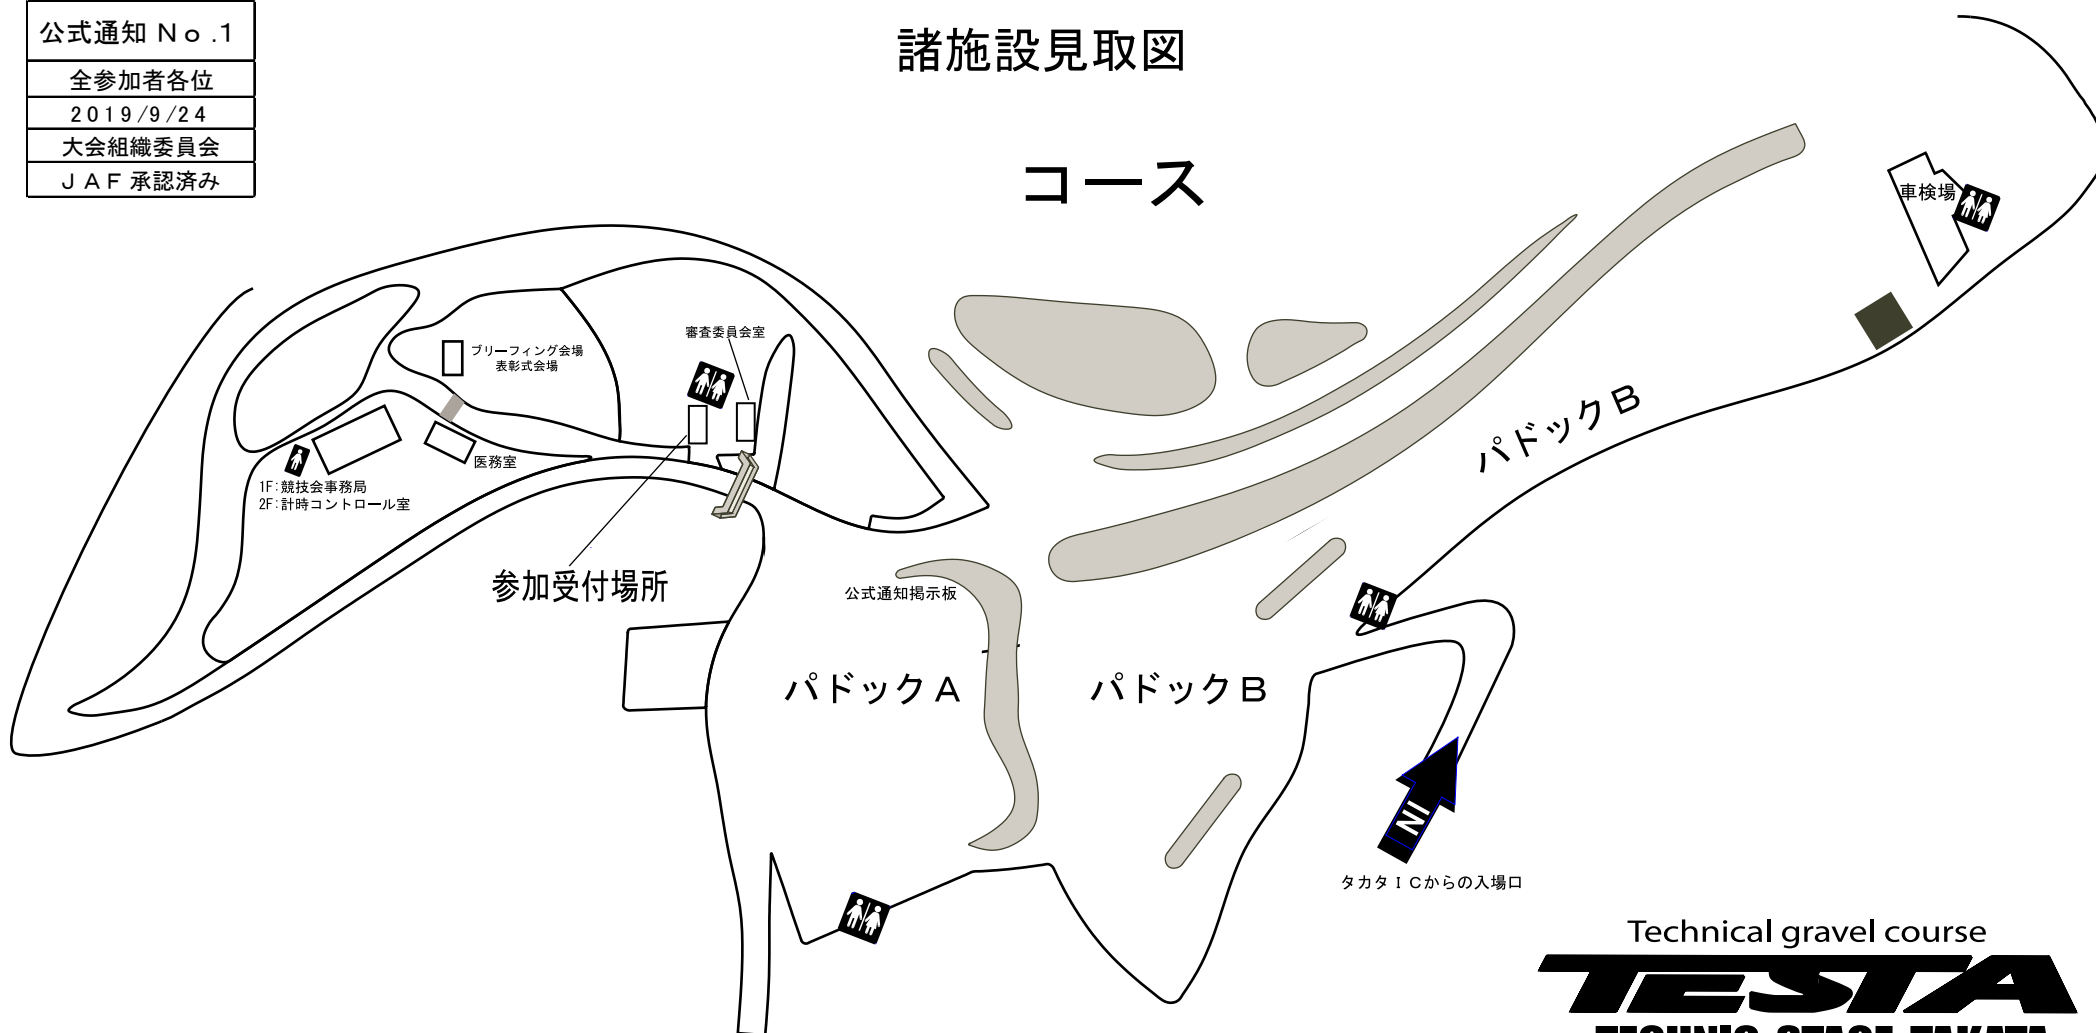 公式通知 No.1
全参加者各位
2019/9/24
大会組織委員会
JAF 承認済み
諸施設見取図
コース
車検場
審査委員会室
ブリーフィング会場
表彰式会場
医務室
1F:競技会事務局
2F:計時コントロール室
参加受付場所
公式通知掲示板
パドックA
パドックB
パドックB
IN
タカタICからの入場口
Technical gravel course
TESTA
TECHNIC STAGE TAKATA